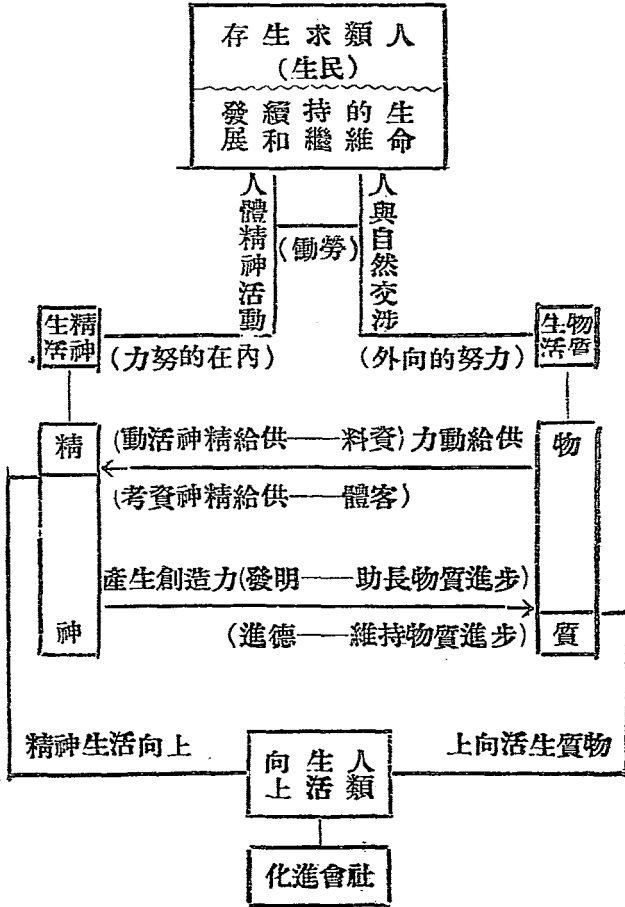 人類求生存
(民生)
生命的維持繼續和發展
人與自然交涉
(勞働)
人體精神活動
物質生活
(外向的努力)
(內在的努力)
精神生活
物質
精神
供給動力(資料——供給精神活動)
(客體——供給精神資考)
產生創造力(發明——助長物質進步)
(進德——維持物質進步)
物質生活向上
精神生活向上
人類生活向上
社會進化